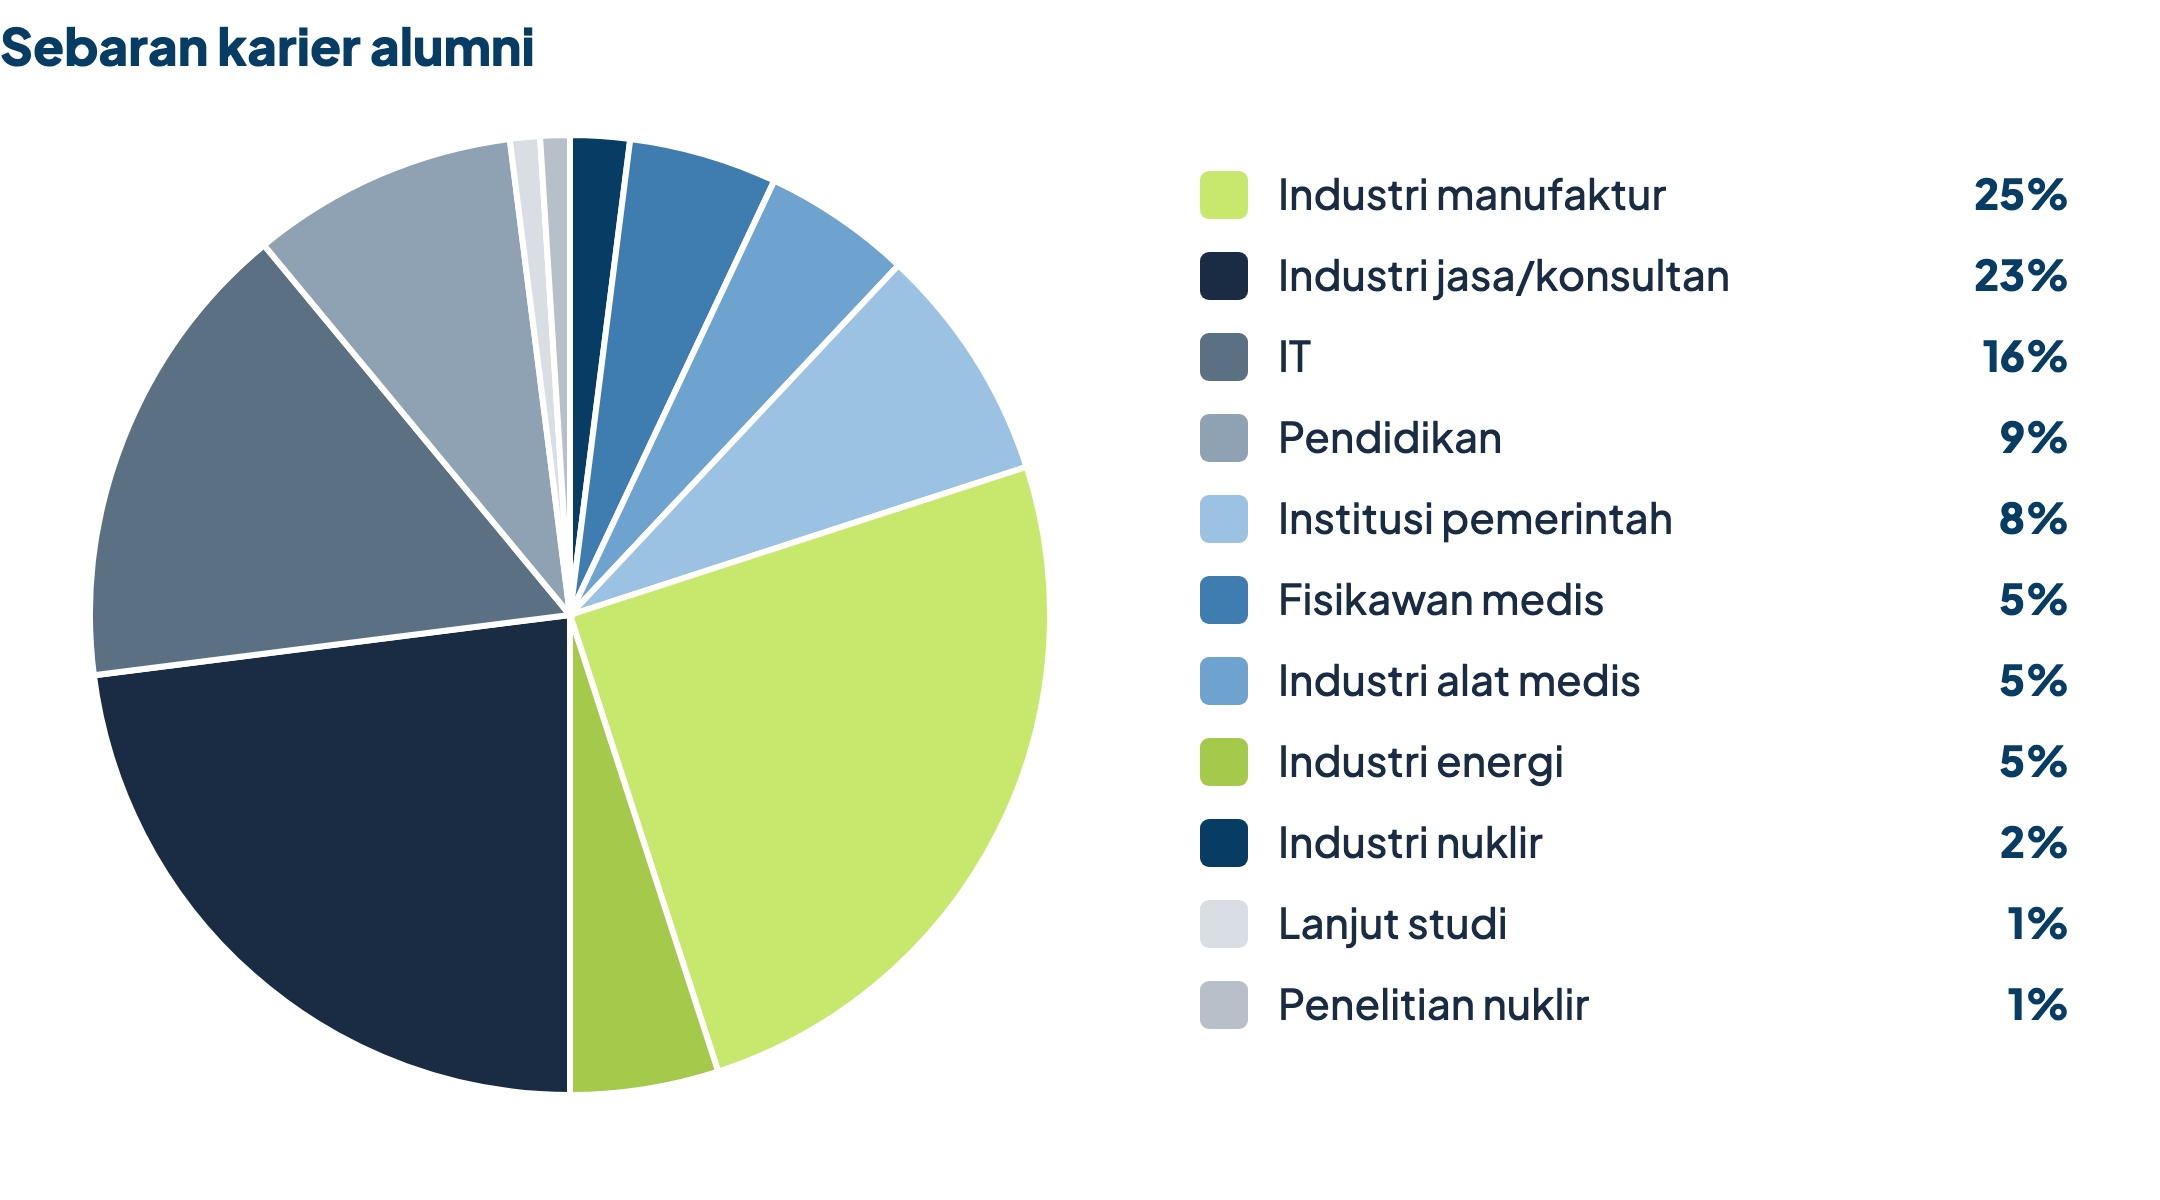 Sebaran karier alumni
Industri manufaktur 25%
Industri jasa/konsultan 23%
IT 16%
Pendidikan 9%
Institusi pemerintah 8%
Fisikawan medis 5%
Industri alat medis 5%
Industri energi 5%
Industri nuklir 2%
Lanjut studi 1%
Penelitian nuklir 1%